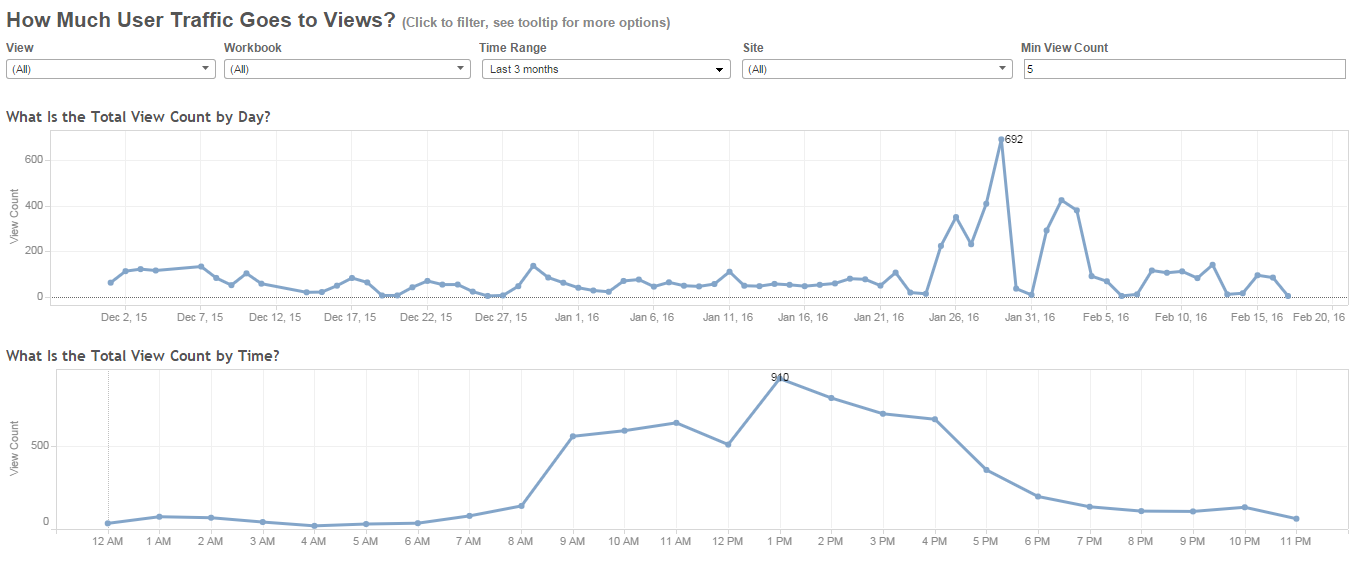 How Much User Traffic Goes to Views? (Click to filter, see tooltip for more options)
View Workbook Time Range Site Min View Count
(All) (All) Last 3 months (All) 5
What Is the Total View Count by Day?
692
600
400
200
0
View Count
Dec 2, 15 Dec 7, 15 Dec 12, 15 Dec 17, 15 Dec 22, 15 Dec 27, 15 Jan 1, 16 Jan 6, 16 Jan 11, 16 Jan 16, 16 Jan 21, 16 Jan 26, 16 Jan 31, 16 Feb 5, 16 Feb 10, 16 Feb 15, 16 Feb 20, 16
What Is the Total View Count by Time?
500
0
View Count
12 AM 1 AM 2 AM 3 AM 4 AM 5 AM 6 AM 7 AM 8 AM 9 AM 10 AM 11 AM 12 PM 1 PM 2 PM 3 PM 4 PM 5 PM 6 PM 7 PM 8 PM 9 PM 10 PM 11 PM